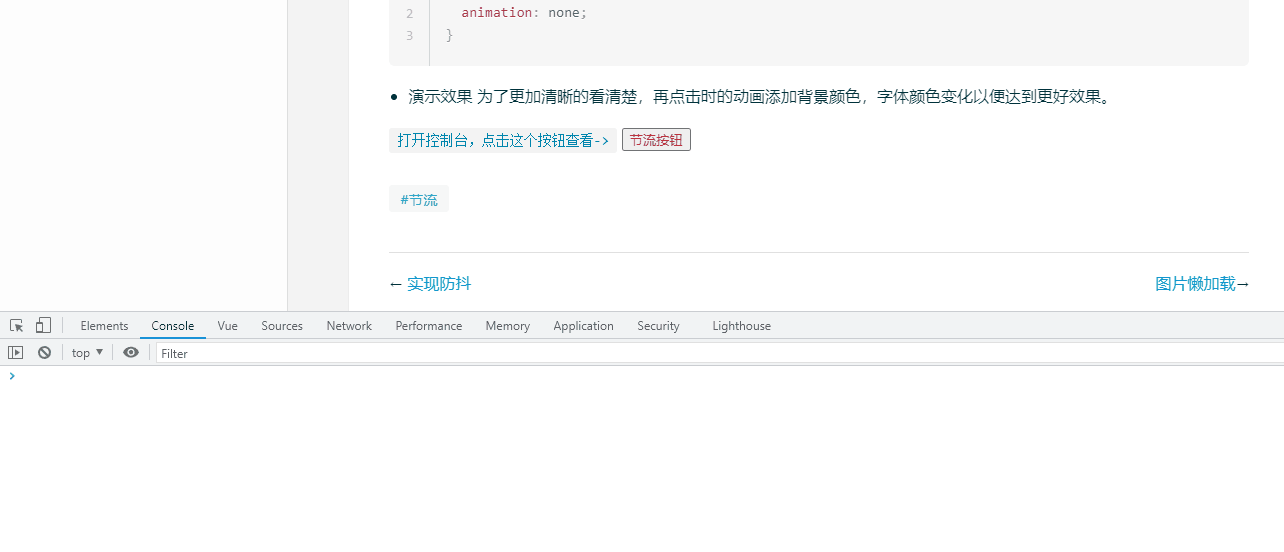 2 animation: none;
3 }
• 演示效果 为了更加清晰的看清楚，再点击时的动画添加背景颜色，字体颜色变化以便达到更好效果。
打开控制台，点击这个按钮查看-> 节流按钮
#节流
← 实现防抖 图片懒加载→
Elements Console Vue Sources Network Performance Memory Application Security Lighthouse
top ▼ Filter
>